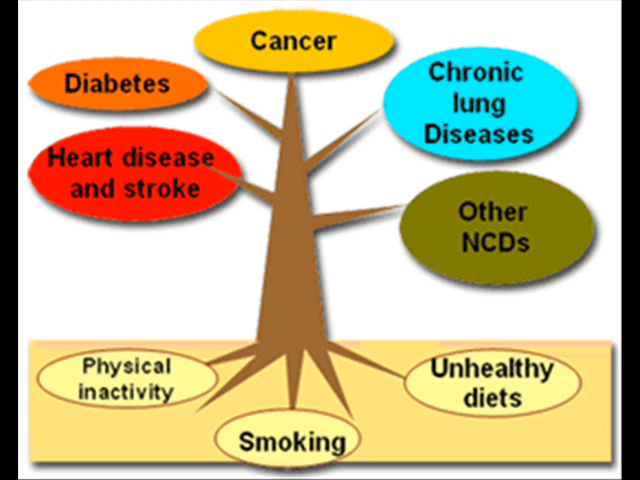 Cancer
Diabetes
Chronic
lung
Diseases
Heart disease
and stroke
Other
NCDs
Physical
inactivity
Unhealthy
diets
Smoking